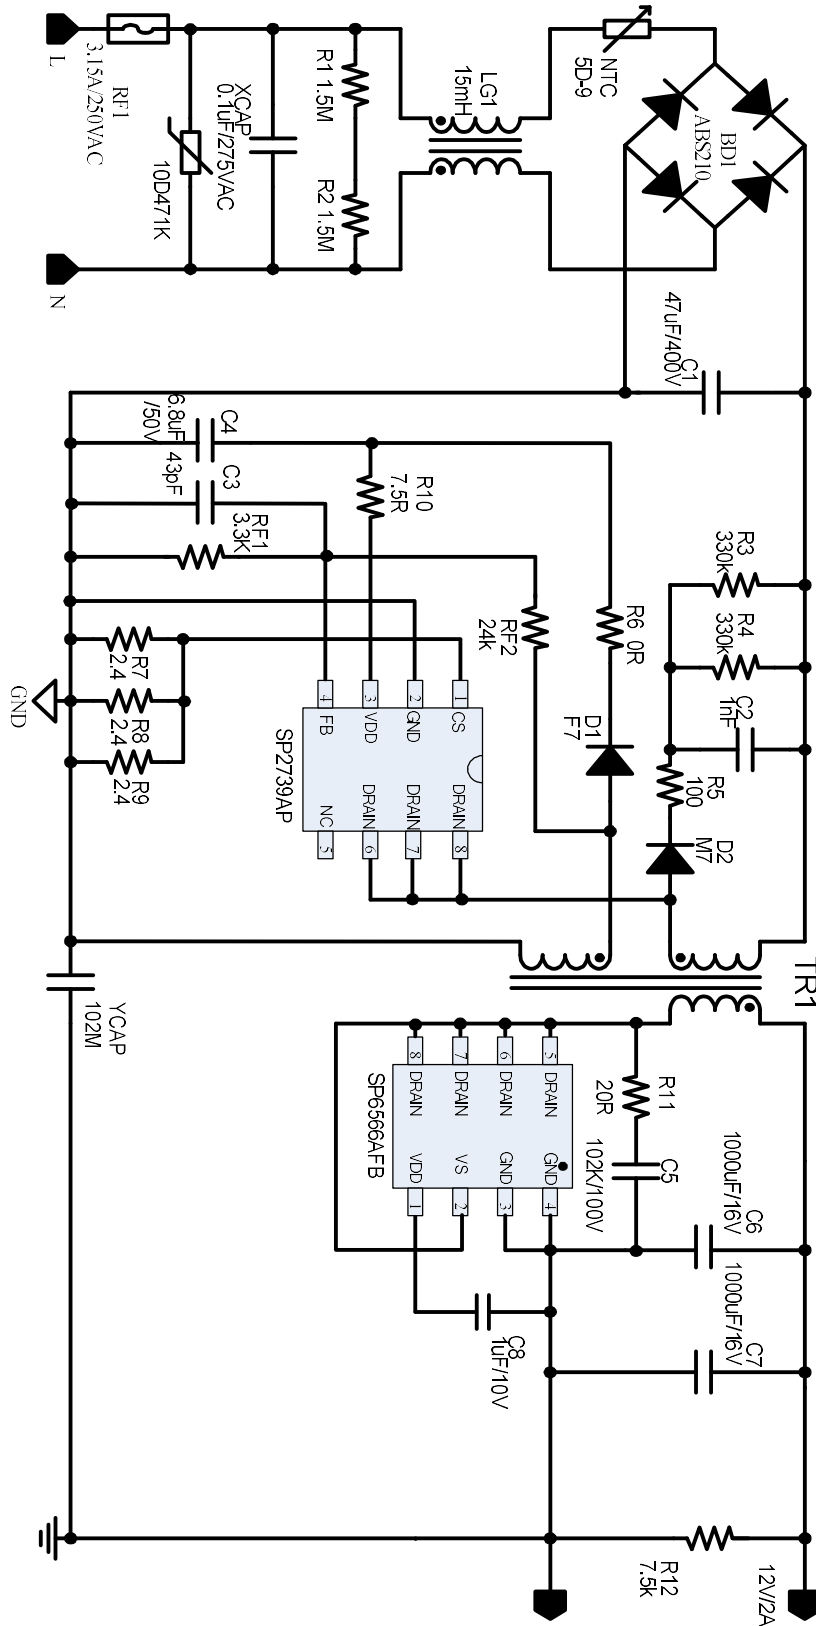 L
3.15A/250VAC
RF1
10D471K
XCAP
0.1uF/275VAC
R1 1.5M
R2 1.5M
N
LG1
15mH
NTC
5D-9
BD1
ABS210
C1
47uF/400V
C4
6.8uF
/50V
C3
43pF
R10
7.5R
RF1
3.3K
RF2
24k
R6 0R
D1
F7
R3
330k
R4
330k
C2
1nF
R5
100
D2
M7
R7
2.4
R8
2.4
R9
2.4
GND
SP2739AP
1 CS
2 GND
3 VDD
4 FB
NC 5
DRAIN 6
DRAIN 7
DRAIN 8
TR1
YCAP
102M
SP6566AFB
5 DRAIN
6 DRAIN
7 DRAIN
8 DRAIN
GND 4
GND 3
VS 2
VDD 1
R11
20R
C5
102K/100V
C6
1000uF/16V
C7
1000uF/16V
C8
1uF/10V
R12
7.5k
12V/2A